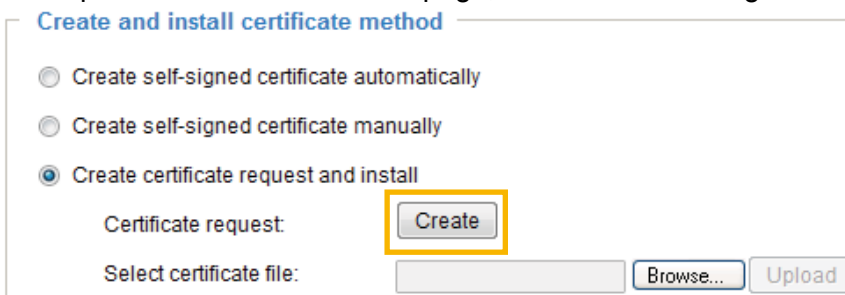 Create and install certificate method
Create self-signed certificate automatically
Create self-signed certificate manually
Create certificate request and install
Certificate request: Create
Select certificate file: Browse... Upload